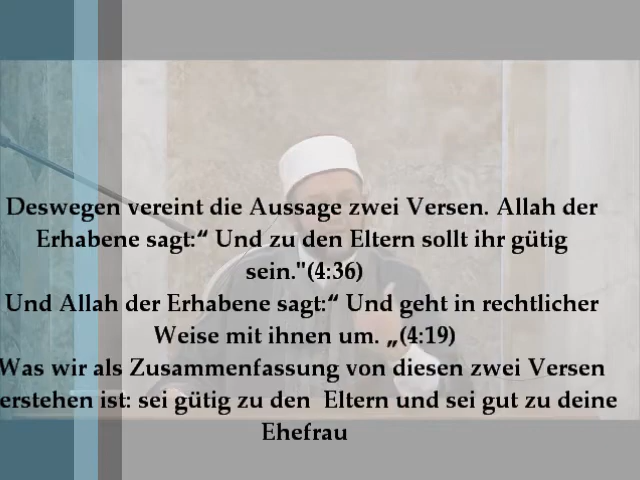 Deswegen vereint die Aussage zwei Versen. Allah der
Erhabene sagt:“ Und zu den Eltern sollt ihr gütig
sein."(4:36)
Und Allah der Erhabene sagt:“ Und geht in rechtlicher
Weise mit ihnen um. „(4:19)
Was wir als Zusammenfassung von diesen zwei Versen
erstehen ist: sei gütig zu den Eltern und sei gut zu deine
Ehefrau